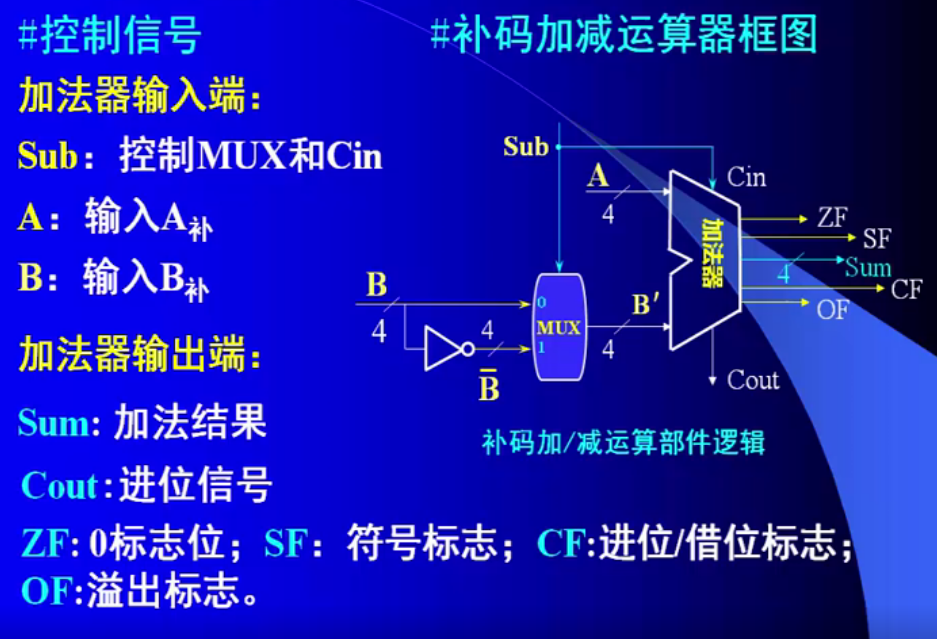 #控制信号
#补码加减运算器框图
加法器输入端:
Sub：控制MUX和Cin
A：输入A补
B：输入B补
加法器输出端:
Sum: 加法结果
Cout:进位信号
ZF: 0标志位；SF：符号标志；CF:进位/借位标志；
OF:溢出标志。
Sub
A
4
Cin
加法器
ZF
SF
4
Sum
CF
OF
B
4
0
MUX
1
4
B̅
B′
4
Cout
补码加/减运算部件逻辑